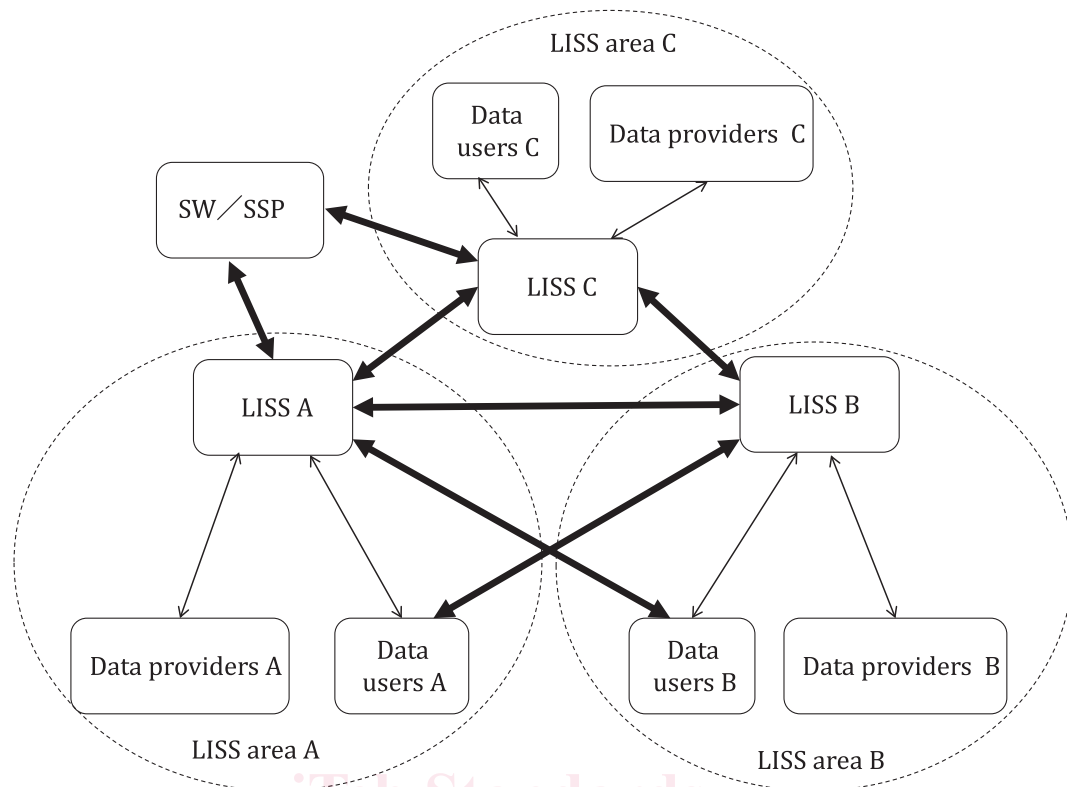 LISS area C
Data
users C
Data providers C
SW／SSP
LISS C
LISS A
LISS B
Data providers A
Data
users A
Data
users B
Data providers B
LISS area A
LISS area B